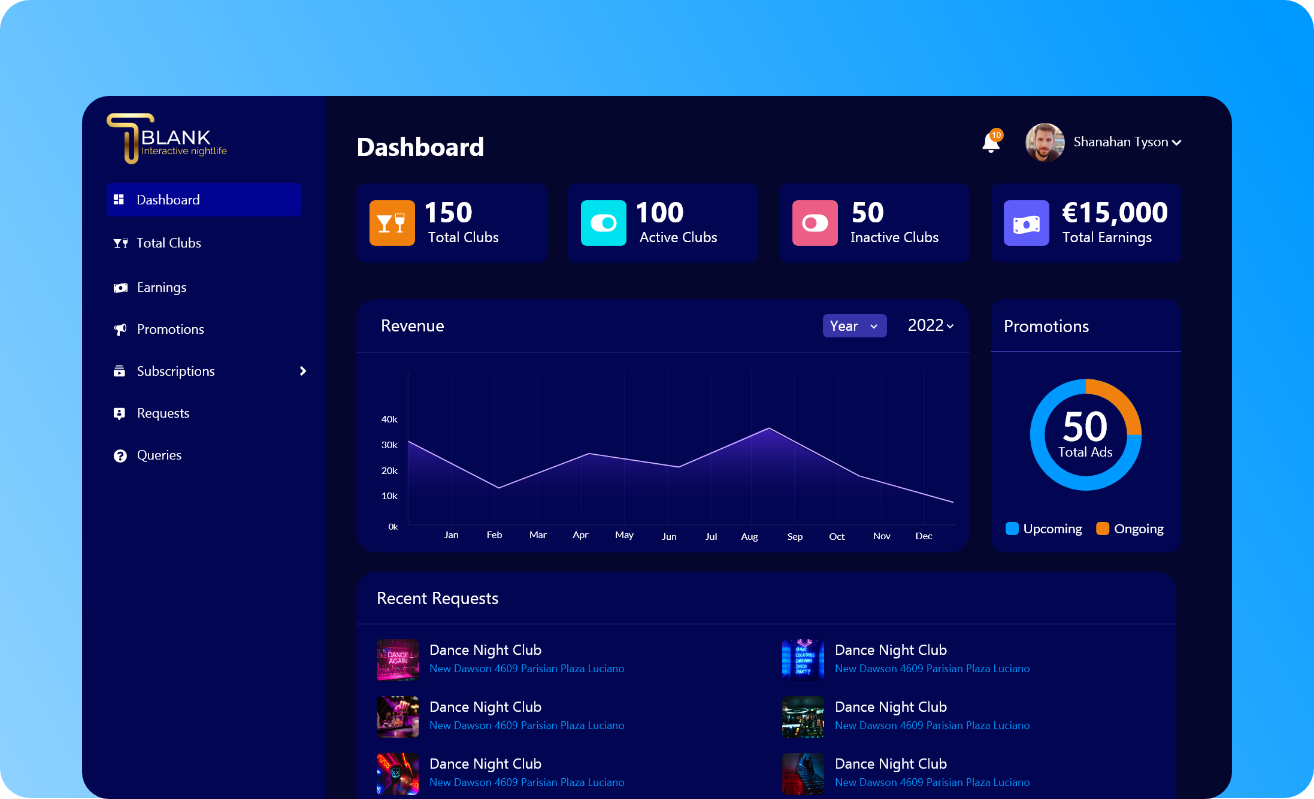 BLANK
Interactive nightlife
Dashboard
Total Clubs
Earnings
Promotions
Subscriptions
Requests
Queries
Dashboard
10
Shanahan Tyson
150
Total Clubs
100
Active Clubs
50
Inactive Clubs
€15,000
Total Earnings
Revenue
Year
2022
40k
30k
20k
10k
0k
Jan Feb Mar Apr May Jun Jul Aug Sep Oct Nov Dec
Promotions
50
Total Ads
Upcoming Ongoing
Recent Requests
DANCE
AGAIN
Dance Night Club
New Dawson 4609 Parisian Plaza Luciano
Dance Night Club
New Dawson 4609 Parisian Plaza Luciano
Dance Night Club
New Dawson 4609 Parisian Plaza Luciano
Dance Night Club
New Dawson 4609 Parisian Plaza Luciano
Dance Night Club
New Dawson 4609 Parisian Plaza Luciano
Dance Night Club
New Dawson 4609 Parisian Plaza Luciano